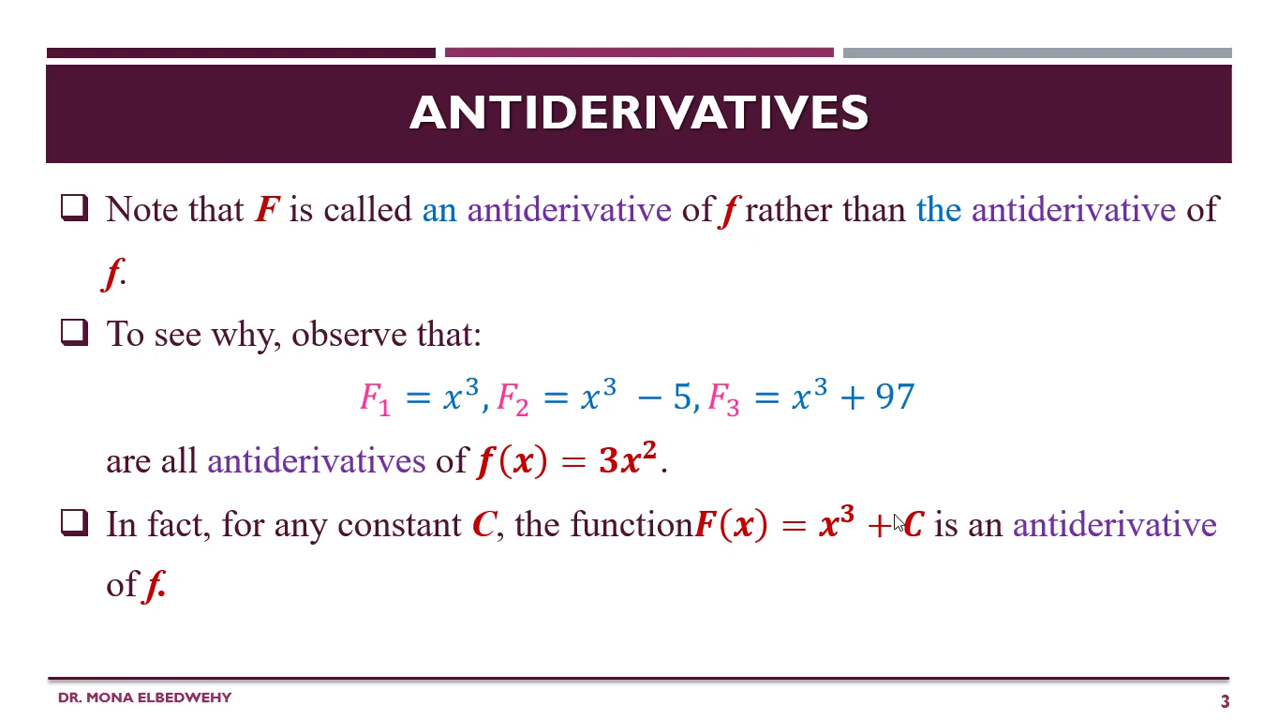 ANTIDERIVATIVES
❑ Note that F is called an antiderivative of f rather than the antiderivative of
f.
❑ To see why, observe that:
F₁ = x³, F₂ = x³ − 5, F₃ = x³ + 97
are all antiderivatives of f(x) = 3x².
❑ In fact, for any constant C, the functionF(x) = x³ + C is an antiderivative
of f.
DR. MONA ELBEDWEHY
3